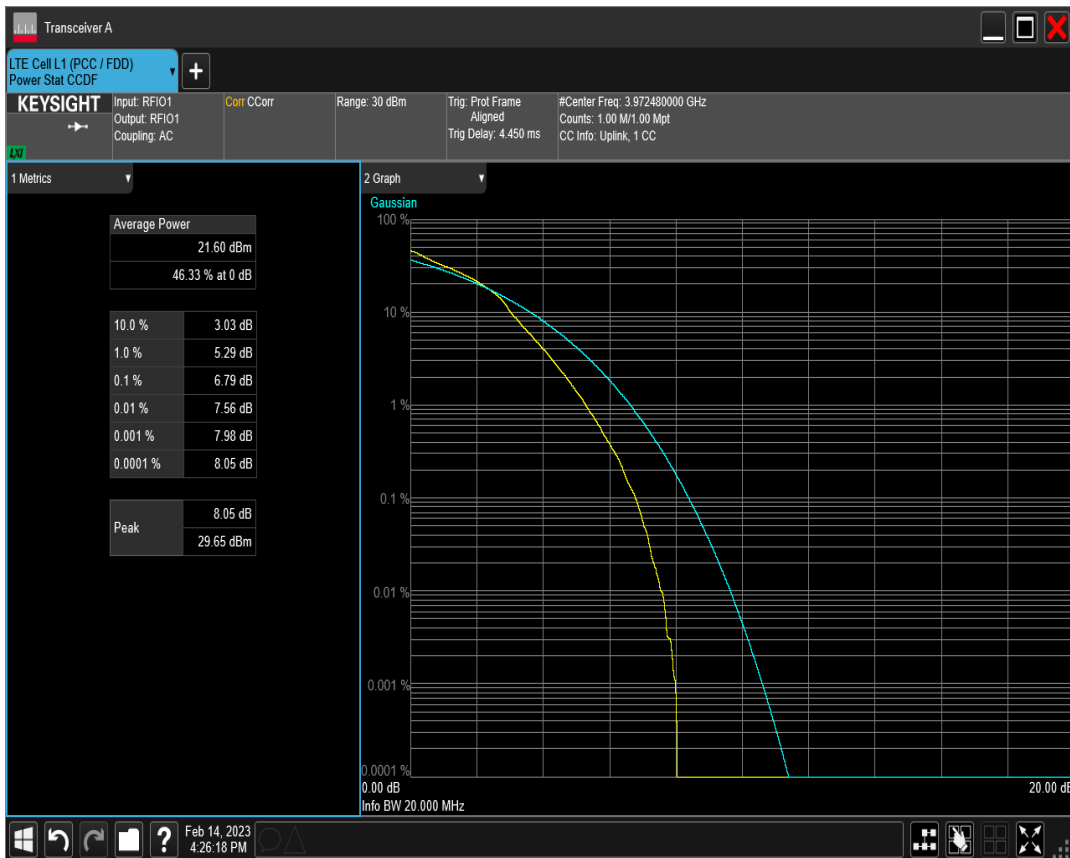 Transceiver A
LTE Cell L1 (PCC / FDD)
Power Stat CCDF
KEYSIGHT
LXI
Input: RFIO1
Output: RFIO1
Coupling: AC
Corr CCorr
Range: 30 dBm
Trig: Prot Frame
Aligned
Trig Delay: 4.450 ms
#Center Freq: 3.972480000 GHz
Counts: 1.00 M/1.00 Mpt
CC Info: Uplink, 1 CC
1 Metrics
Average Power
21.60 dBm
46.33 % at 0 dB
10.0 % 3.03 dB
1.0 % 5.29 dB
0.1 % 6.79 dB
0.01 % 7.56 dB
0.001 % 7.98 dB
0.0001 % 8.05 dB
Peak
8.05 dB
29.65 dBm
2 Graph
Gaussian
100 %
10 %
1 %
0.1 %
0.01 %
0.001 %
0.0001 %
0.00 dB
20.00 dB
Info BW 20.000 MHz
?
Feb 14, 2023
4:26:18 PM